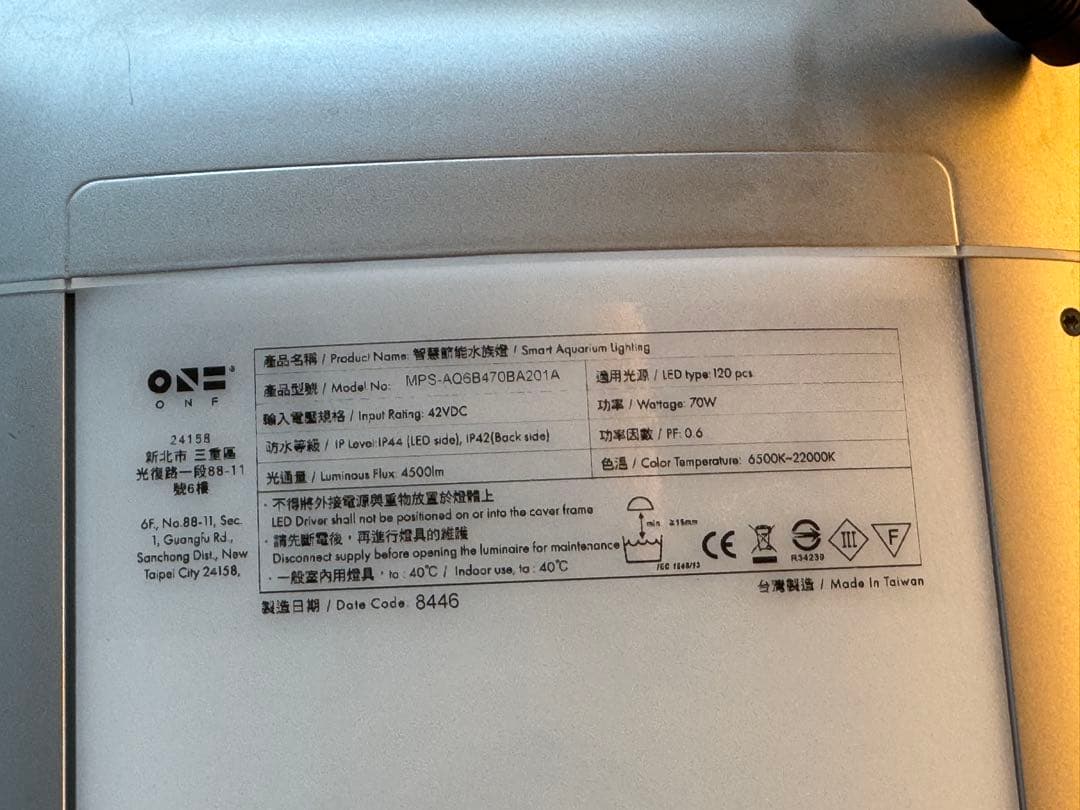 ONF
O N F
24158
新北市 三重區
光復路一段88-11
號6樓
6F., No.88-11, Sec.
1, Guangfu Rd.,
Sanchong Dist., New
Taipei City 24158,
產品名稱 / Product Name: 智慧節能水族燈 / Smart Aquarium Lighting
產品型號 / Model No: MPS-AQ6B470BA201A
適用光源 / LED type: 120 pcs
輸入電壓規格 / Input Rating: 42VDC
功率 / Wattage: 70W
防水等級 / IP Level: IP44 (LED side), IP42(Back side)
功率因數 / PF: 0.6
光通量 / Luminous Flux: 4500lm
色溫 / Color Temperature: 6500K~22000K
· 不得將外接電源與重物放置於燈體上
LED Driver shall not be positioned on or into the cover frame
· 請先斷電後，再進行燈具的維護
Disconnect supply before opening the luminaire for maintenance
· 一般室內用燈具，ta : 40℃ / Indoor use, ta : 40℃
min ≥15mm
CE
R34239
III
F
製造日期 / Date Code: 8446
台灣製造 / Made In Taiwan